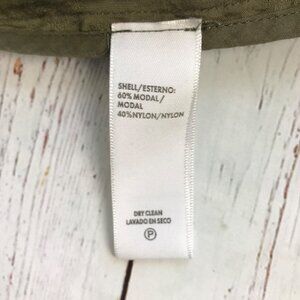 SHELL/ESTERNO:
60% MODAL/
MODAL
40%NYLON/NYLON
DRY CLEAN
LAVADO EN SECO
P